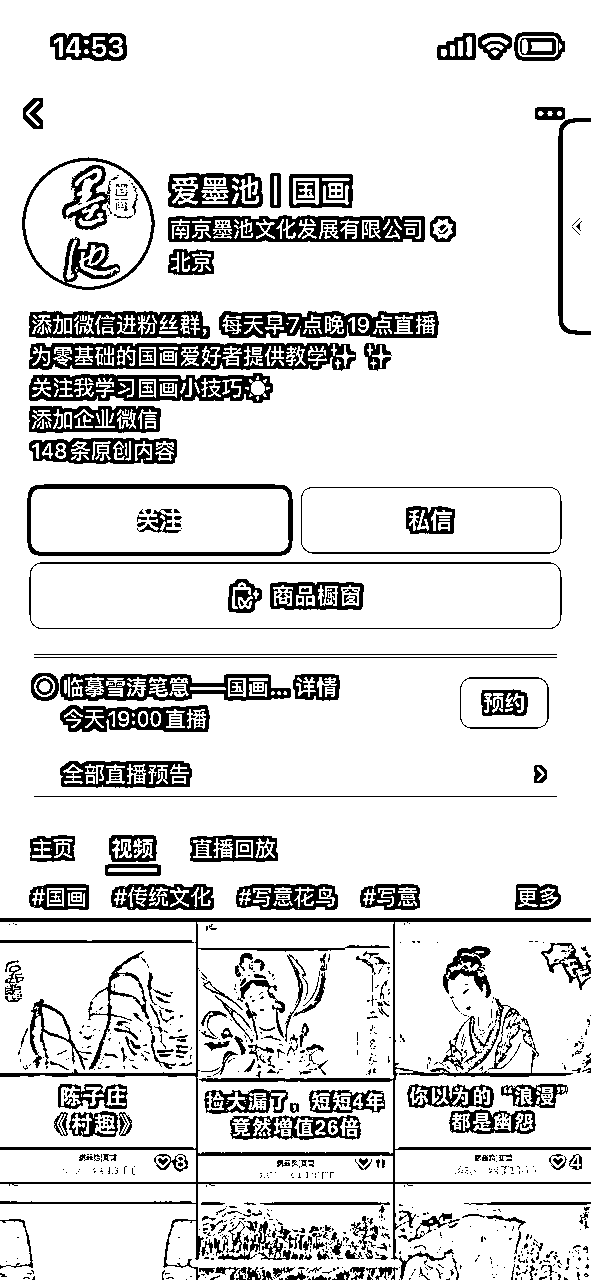 14:53
墨池
爱墨池 | 国画
南京墨池文化发展有限公司
北京
添加微信进粉丝群，每天早7点晚19点直播
为零基础的国画爱好者提供教学✨ ✨
关注我学习国画小技巧☀️
添加企业微信
148条原创内容
关注
私信
商品橱窗
临摹雪涛笔意——国画... 详情
今天19:00直播
预约
全部直播预告
主页 视频 直播回放
#国画 #传统文化 #写意花鸟 #写意 更多
陈子庄
《村趣》
捡大漏了，短短4年
竟然增值26倍
你以为的“浪漫”
都是幽怨
8
11
4